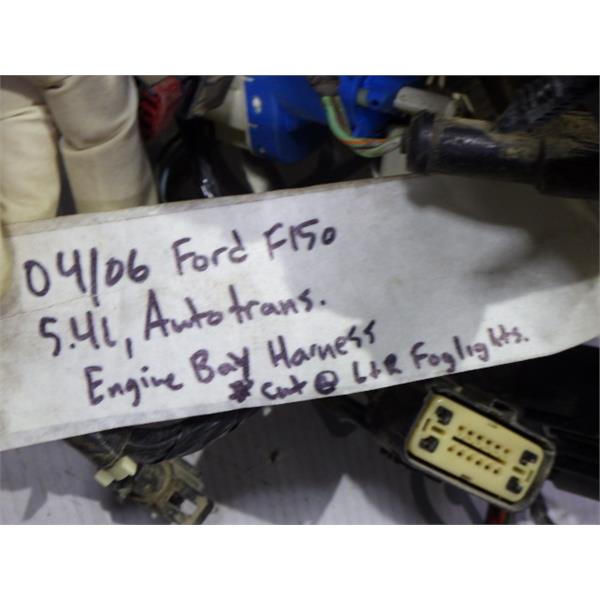 04/06 Ford F150
5.4L, Auto trans.
Engine Bay Harness
* Cut @ L+R Foglights.